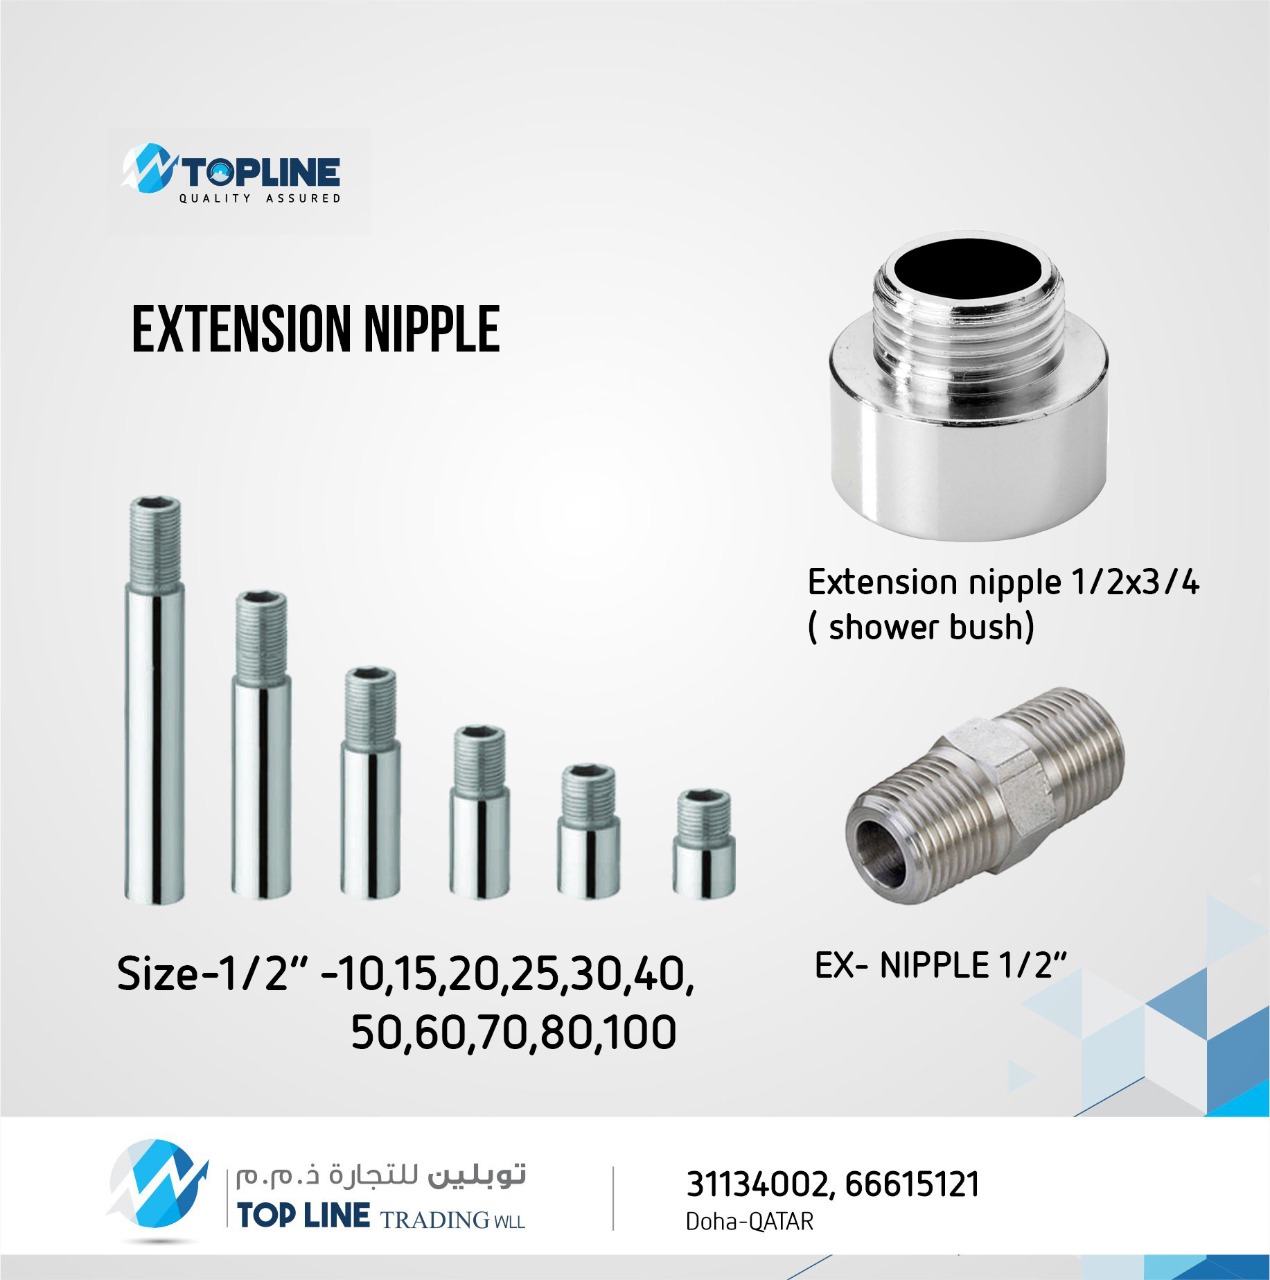 TOPLINE
QUALITY ASSURED
EXTENSION NIPPLE
Extension nipple 1/2x3/4
( shower bush)
Size-1/2” -10,15,20,25,30,40,
50,60,70,80,100
EX- NIPPLE 1/2”
توبلين للتجارة ذ.م.م
TOP LINE TRADING WLL
31134002, 66615121
Doha-QATAR